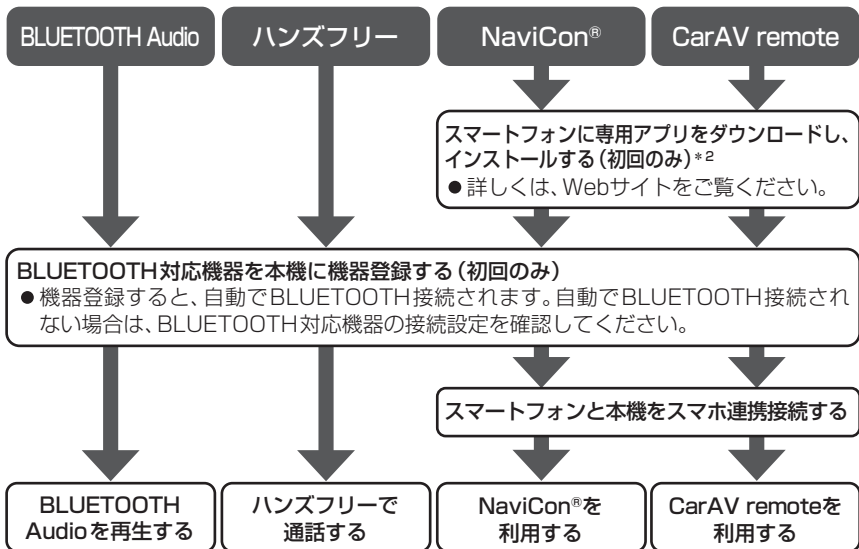 BLUETOOTH Audio
ハンズフリー
NaviCon®
CarAV remote
スマートフォンに専用アプリをダウンロードし、
インストールする(初回のみ)*2
●詳しくは、Webサイトをご覧ください。
BLUETOOTH対応機器を本機に機器登録する(初回のみ)
●機器登録すると、自動でBLUETOOTH接続されます。自動でBLUETOOTH接続され
ない場合は、BLUETOOTH対応機器の接続設定を確認してください。
スマートフォンと本機をスマホ連携接続する
BLUETOOTH
Audioを再生する
ハンズフリーで
通話する
NaviCon®を
利用する
CarAV remoteを
利用する